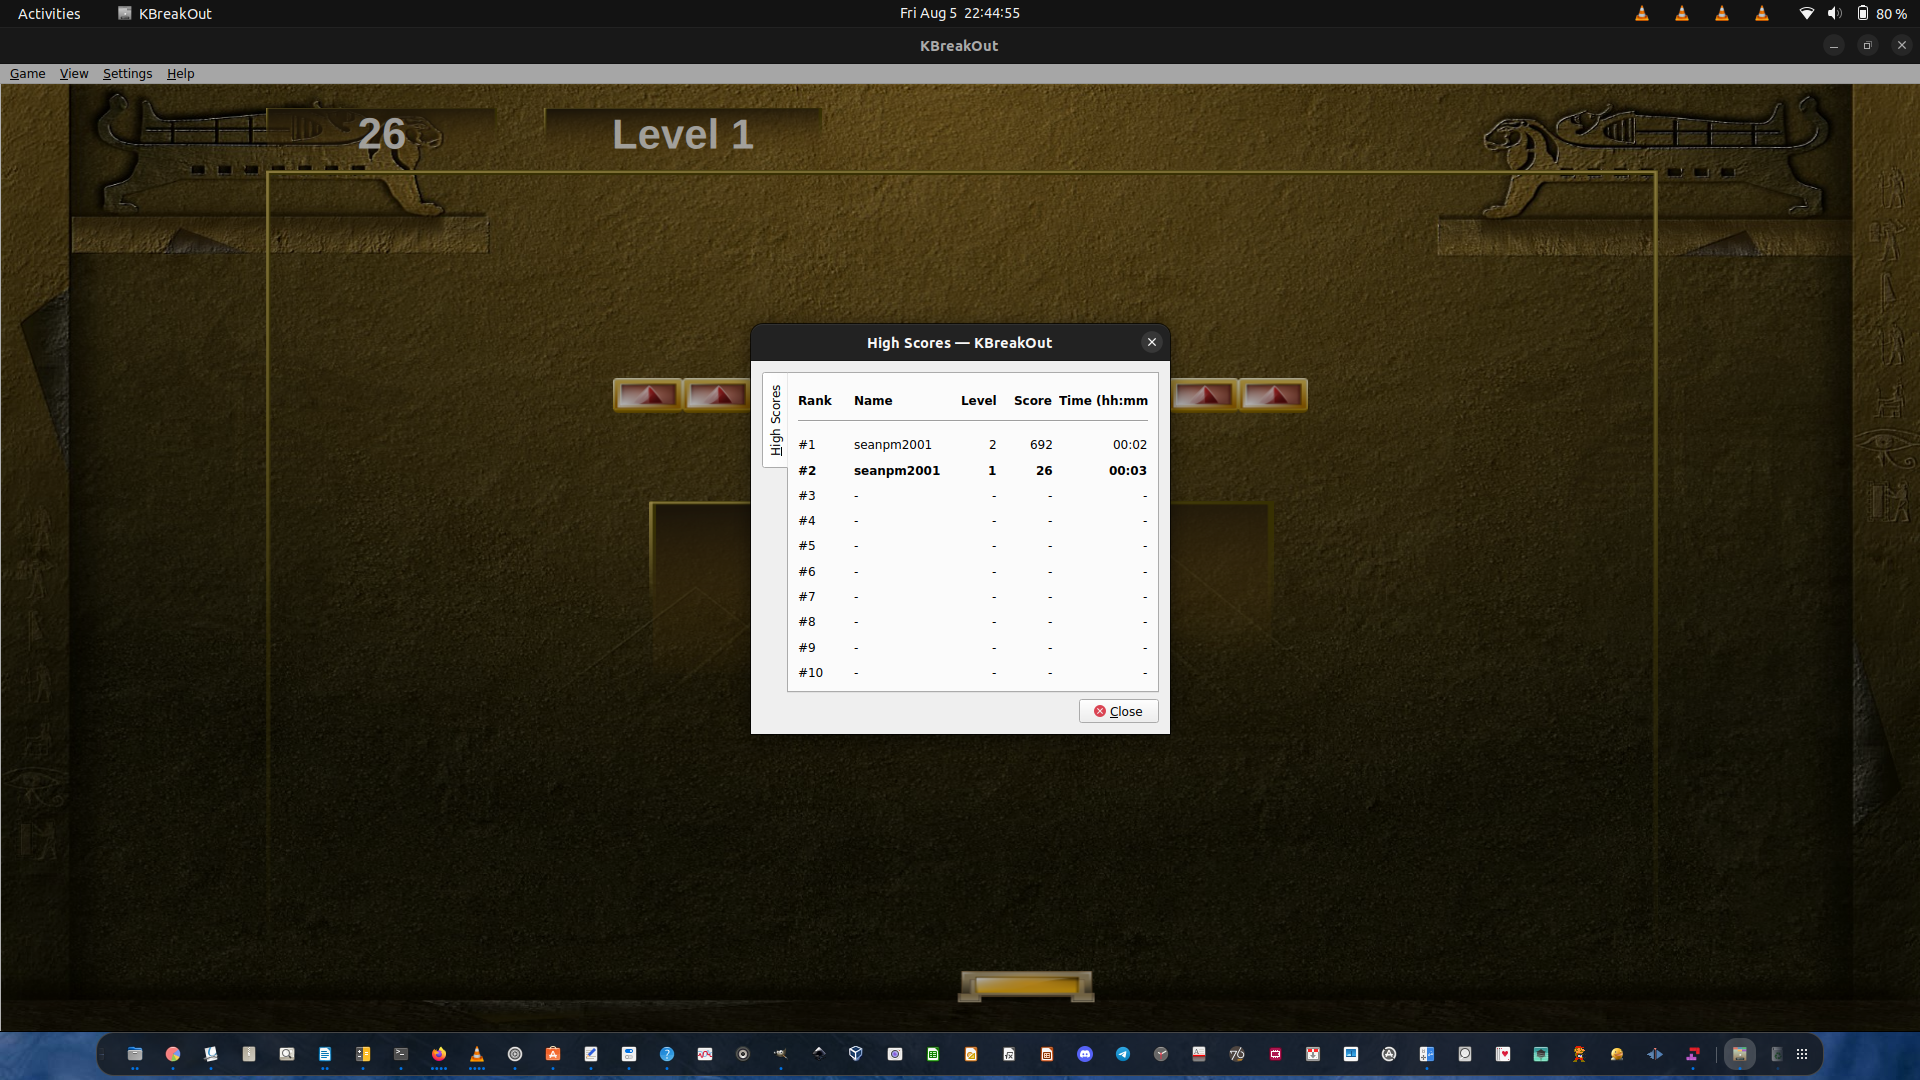 Activities KBreakOut Fri Aug 5 22:44:55 80 %
KBreakOut
Game View Settings Help
26 Level 1
High Scores — KBreakOut
High Scores
Rank Name Level Score Time (hh:mm
#1 seanpm2001 2 692 00:02
#2 seanpm2001 1 26 00:03
#3 - - - -
#4 - - - -
#5 - - - -
#6 - - - -
#7 - - - -
#8 - - - -
#9 - - - -
#10 - - - -
Close